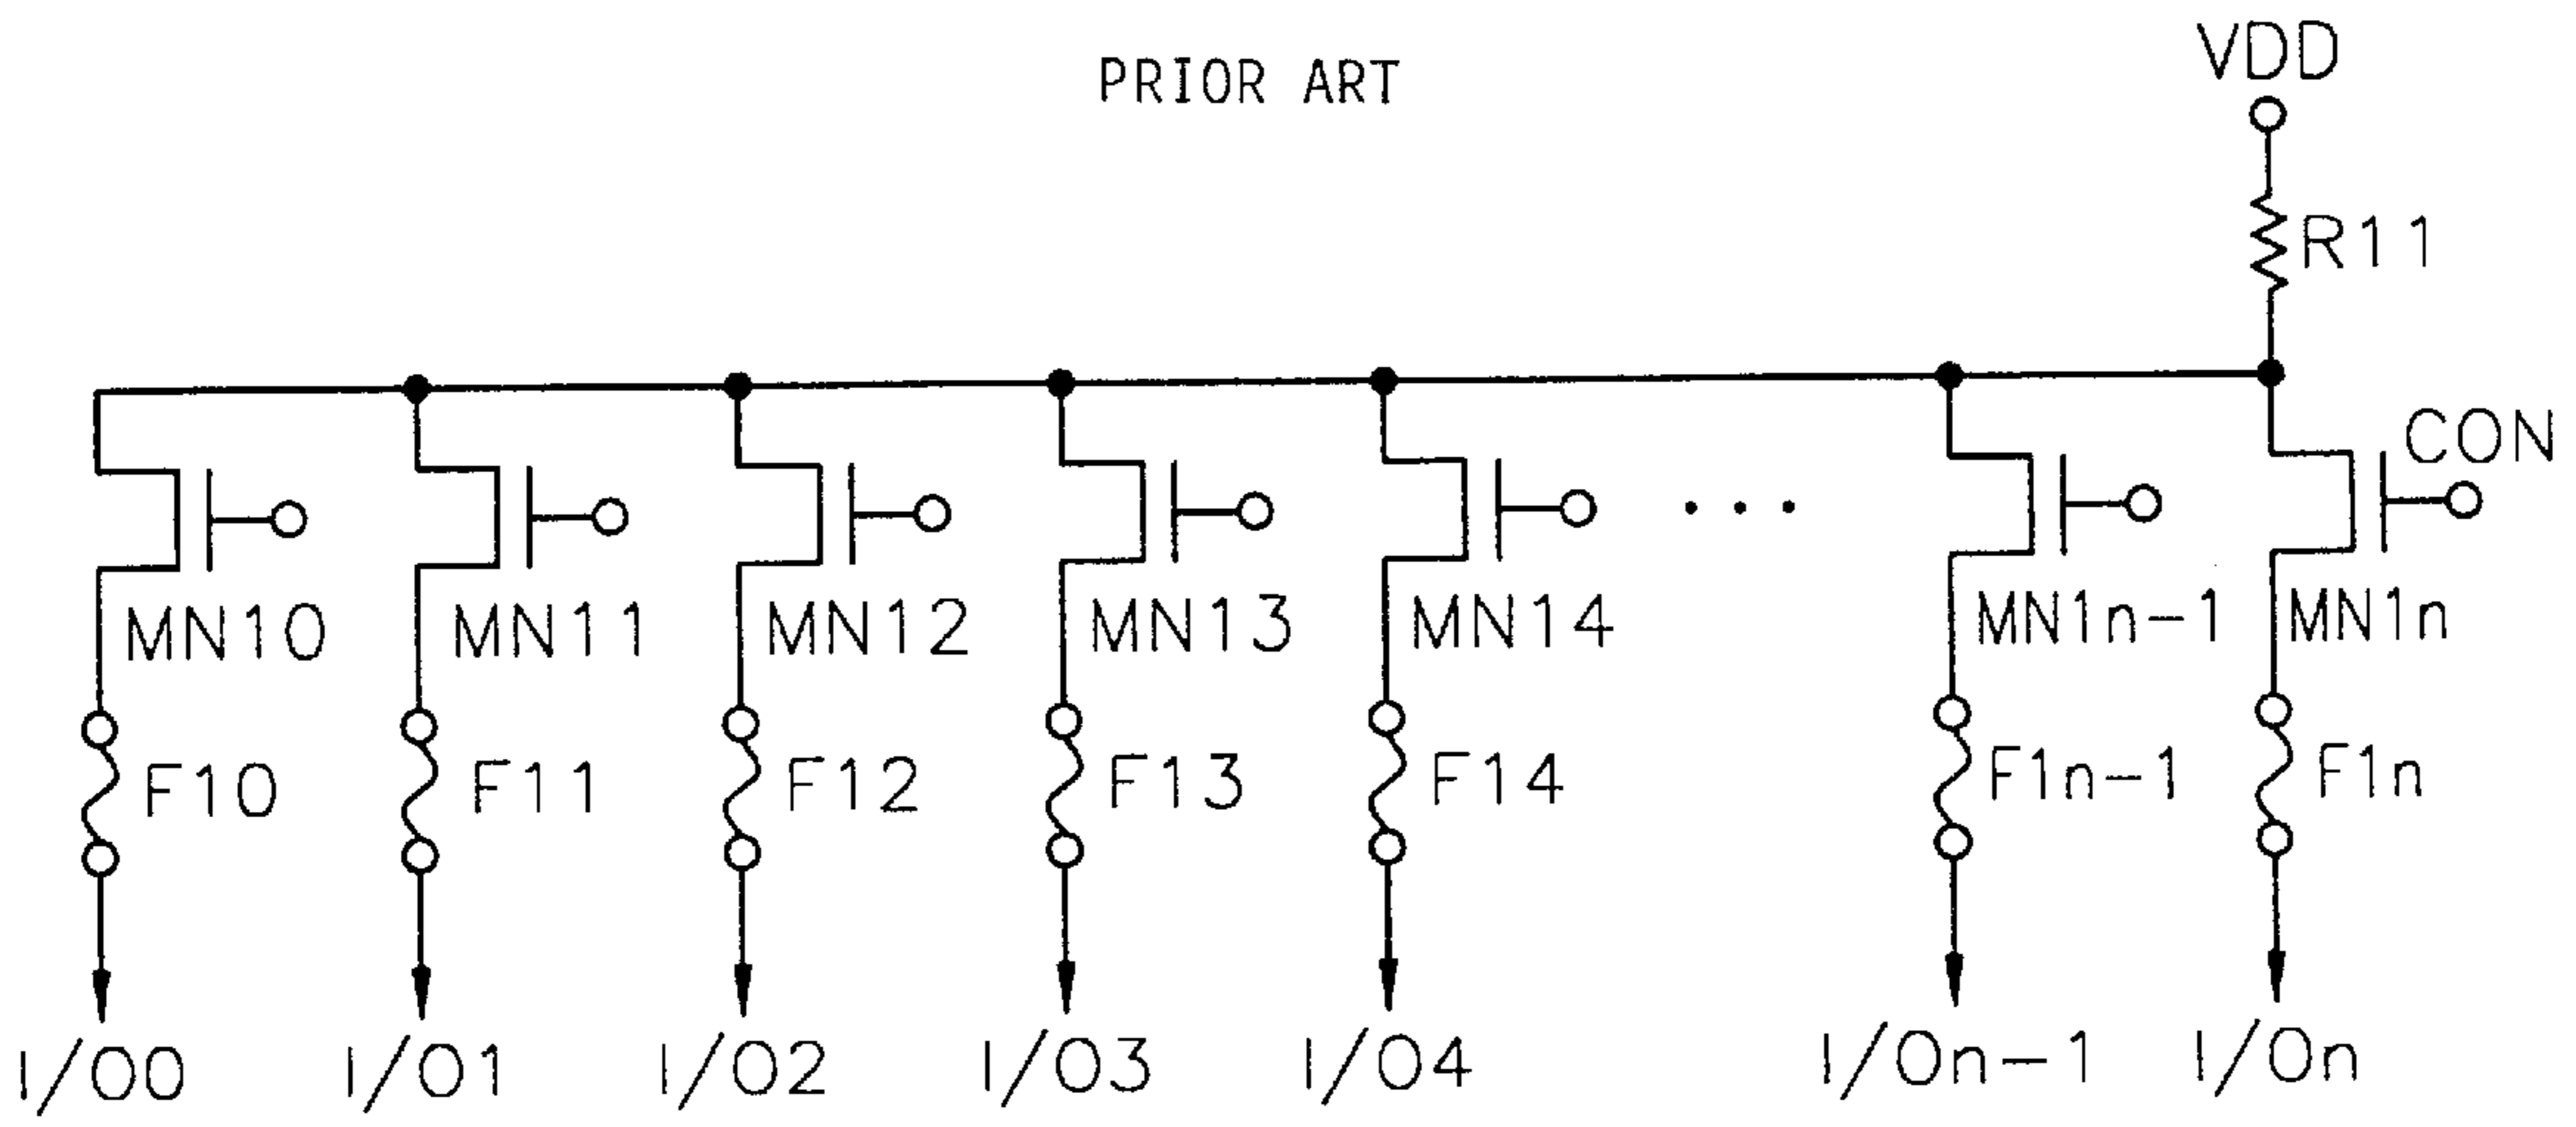 PRIOR ART
VDD
R11
CON
MN10 MN11 MN12 MN13 MN14 MN1n-1 MN1n
F10 F11 F12 F13 F14 F1n-1 F1n
I/O0 I/O1 I/O2 I/O3 I/O4 I/On-1 I/On